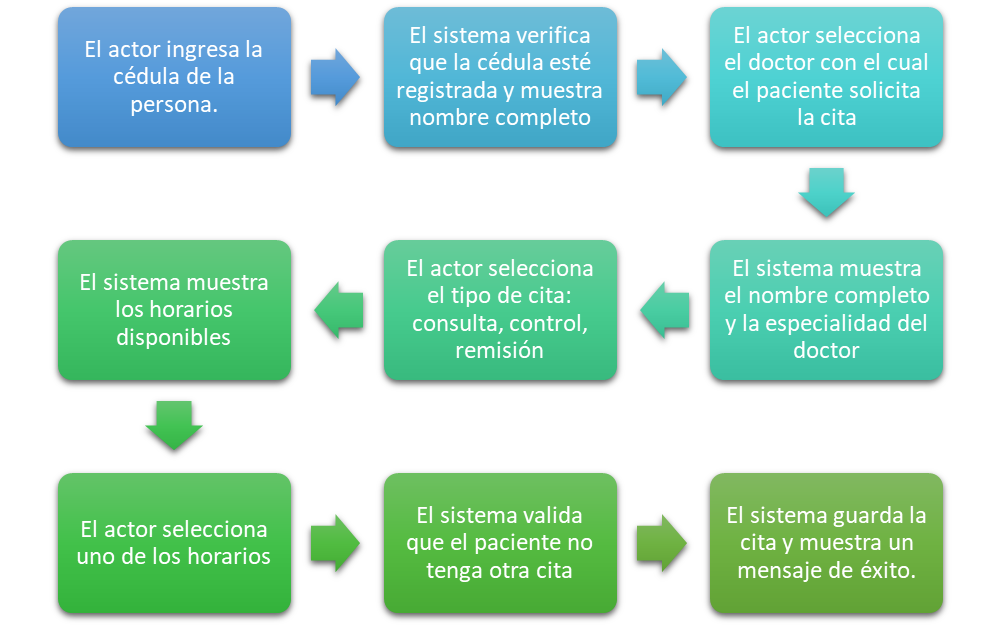 El actor ingresa la
cédula de la
persona.
El sistema verifica
que la cédula esté
registrada y muestra
nombre completo
El actor selecciona
el doctor con el cual
el paciente solicita
la cita
El sistema muestra
el nombre completo
y la especialidad del
doctor
El actor selecciona
el tipo de cita:
consulta, control,
remisión
El sistema muestra
los horarios
disponibles
El actor selecciona
uno de los horarios
El sistema valida
que el paciente no
tenga otra cita
El sistema guarda la
cita y muestra un
mensaje de éxito.